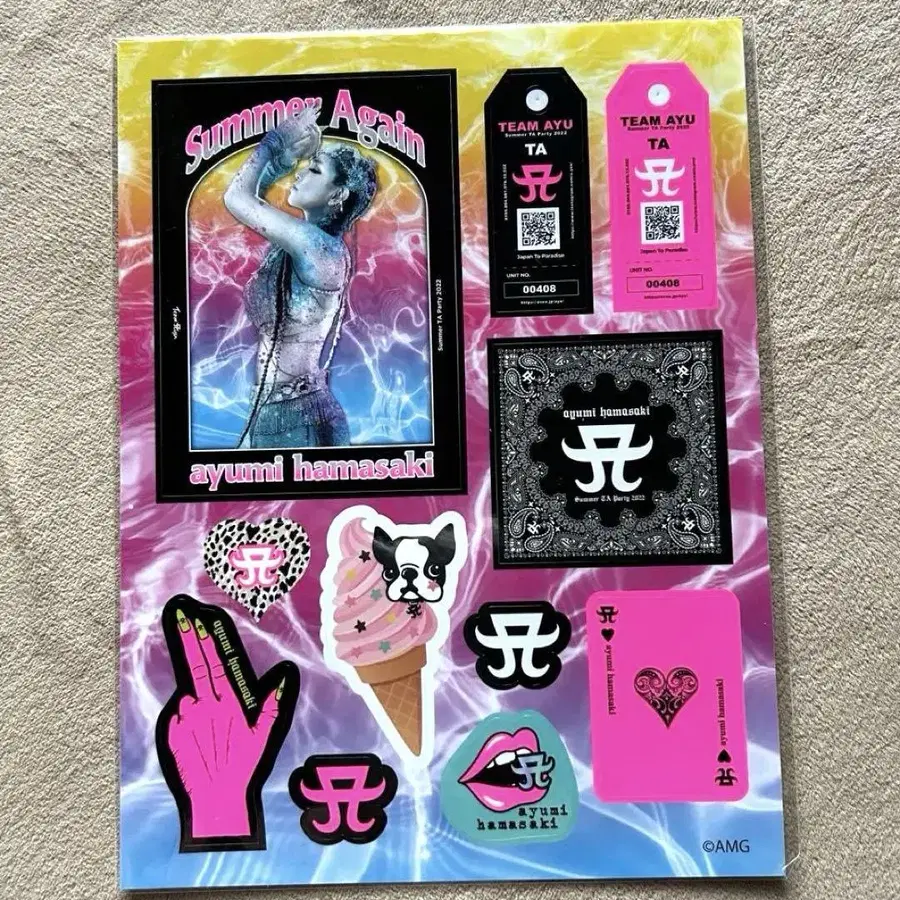 Summer Again
Summer TA Party 2022
ayumi hamasaki
TEAM AYU
Summer TA Party 2022
TA
Japan To Paradise
UNIT NO.
00408
TEAM AYU
Summer TA Party 2022
TA
Japan To Paradise
UNIT NO.
00408
ayumi hamasaki
Summer TA Party 2022
ayumi hamasaki
ayumi hamasaki
ayumi hamasaki
ayumi
hamasaki
©AMG